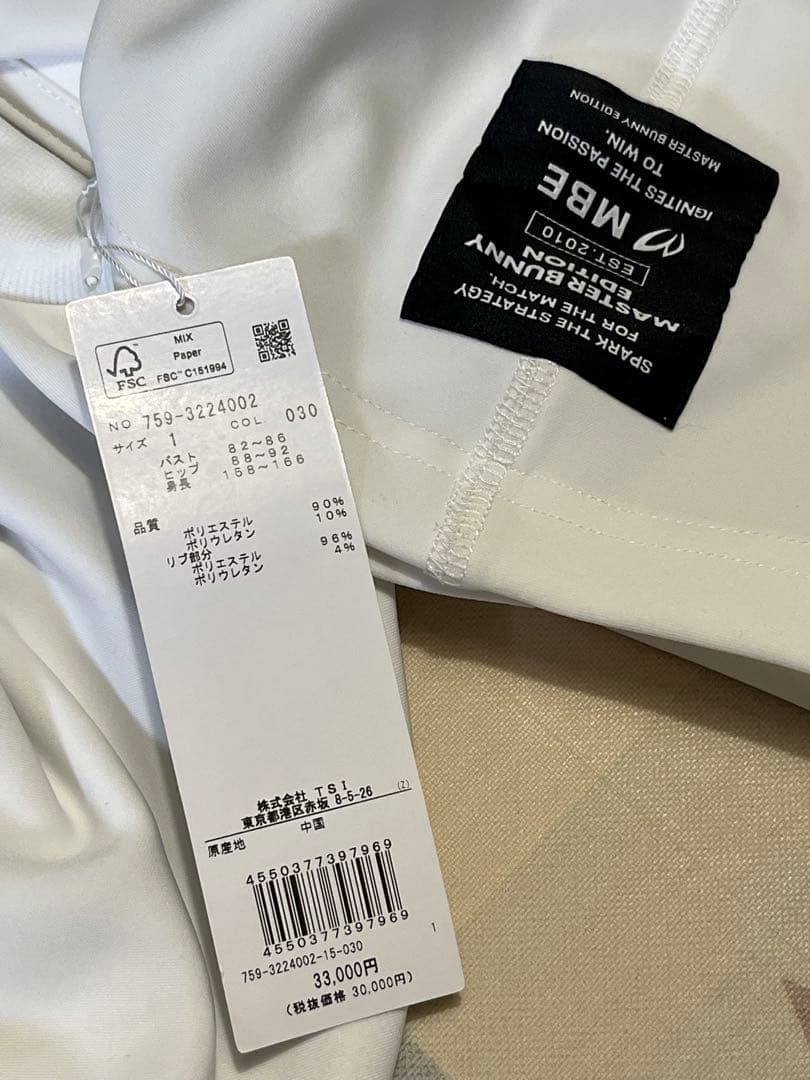 MIX
Paper
FSC™ C151994
FSC
NO 759-3224002
サイズ 1 COL 030
バスト 82～86
ヒップ 88～92
身長 158～166
品質
ポリエステル 90%
ポリウレタン 10%
リブ部分
ポリエステル 96%
ポリウレタン 4%
株式会社 TSI
東京都港区赤坂 8-5-26 (Z)
原産地 中国
4550377397969
4550377397969
759-3224002-15-030 1
33,000円
(税抜価格 30,000円)
SPARK THE STRATEGY
FOR THE MATCH.
MASTER BUNNY
EDITION
EST.2010
MBE
IGNITES THE PASSION
TO WIN.
MASTER BUNNY EDITION